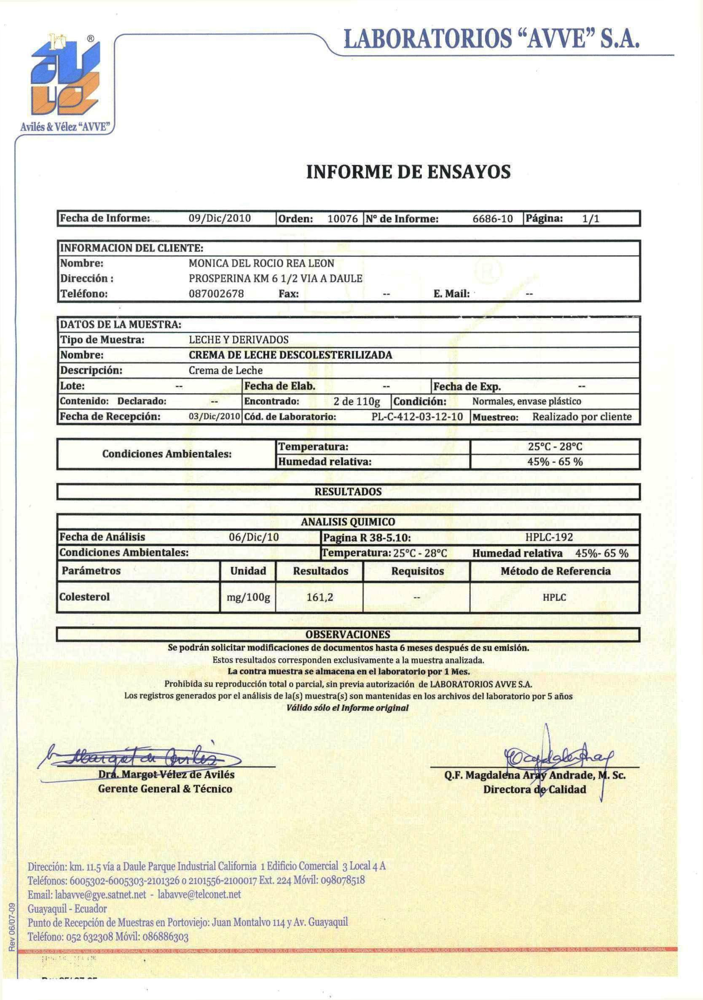 LABORATORIOS “AVVE” S.A.
®
Avilés & Vélez “AVVE”
INFORME DE ENSAYOS
Fecha de Informe: 09/Dic/2010 Orden: 10076 Nº de Informe: 6686-10 Página: 1/1
INFORMACION DEL CLIENTE:
Nombre: MONICA DEL ROCIO REA LEON
Dirección : PROSPERINA KM 6 1/2 VIA A DAULE
Teléfono: 087002678 Fax: -- E. Mail: --
DATOS DE LA MUESTRA:
Tipo de Muestra: LECHE Y DERIVADOS
Nombre: CREMA DE LECHE DESCOLESTERILIZADA
Descripción: Crema de Leche
Lote: -- Fecha de Elab. -- Fecha de Exp. --
Contenido: Declarado: -- Encontrado: 2 de 110g Condición: Normales, envase plástico
Fecha de Recepción: 03/Dic/2010 Cód. de Laboratorio: PL-C-412-03-12-10 Muestreo: Realizado por cliente
Condiciones Ambientales: Temperatura: 25°C - 28°C
Humedad relativa: 45% - 65 %
RESULTADOS
ANALISIS QUIMICO
Fecha de Análisis 06/Dic/10 Pagina R 38-5.10: HPLC-192
Condiciones Ambientales: Temperatura: 25°C - 28°C Humedad relativa 45%- 65 %
Parámetros Unidad Resultados Requisitos Método de Referencia
Colesterol mg/100g 161,2 -- HPLC
OBSERVACIONES
Se podrán solicitar modificaciones de documentos hasta 6 meses después de su emisión.
Estos resultados corresponden exclusivamente a la muestra analizada.
La contra muestra se almacena en el laboratorio por 1 Mes.
Prohibida su reproducción total o parcial, sin previa autorización de LABORATORIOS AVVE S.A.
Los registros generados por el análisis de la(s) muestra(s) son mantenidas en los archivos del laboratorio por 5 años
Válido sólo el Informe original
Dra. Margot Vélez de Avilés
Gerente General & Técnico
Q.F. Magdalena Aray Andrade, M. Sc.
Directora de Calidad
Dirección: km. 11.5 vía a Daule Parque Industrial California 1 Edificio Comercial 3 Local 4 A
Teléfonos: 6005302-6005303-2101326 o 2101556-2100017 Ext. 224 Móvil: 098078518
Email: labavve@gye.satnet.net - labavve@telconet.net
Guayaquil - Ecuador
Punto de Recepción de Muestras en Portoviejo: Juan Montalvo 114 y Av. Guayaquil
Teléfono: 052 632308 Móvil: 086886303
Rev 06/07-09
VALIDO SOLO EL ORIGINAL VALIDO SOLO EL ORIGINAL VALIDO SOLO EL ORIGINAL VALIDO SOLO EL ORIGINAL VALIDO SOLO EL ORIGINAL VALIDO SOLO EL ORIGINAL VALIDO SOLO EL ORIGINAL VALIDO SOLO EL ORIGINAL VALIDO SOLO EL ORIGINAL VALIDO SOLO EL ORIGINAL VALIDO SOLO EL ORIGINAL